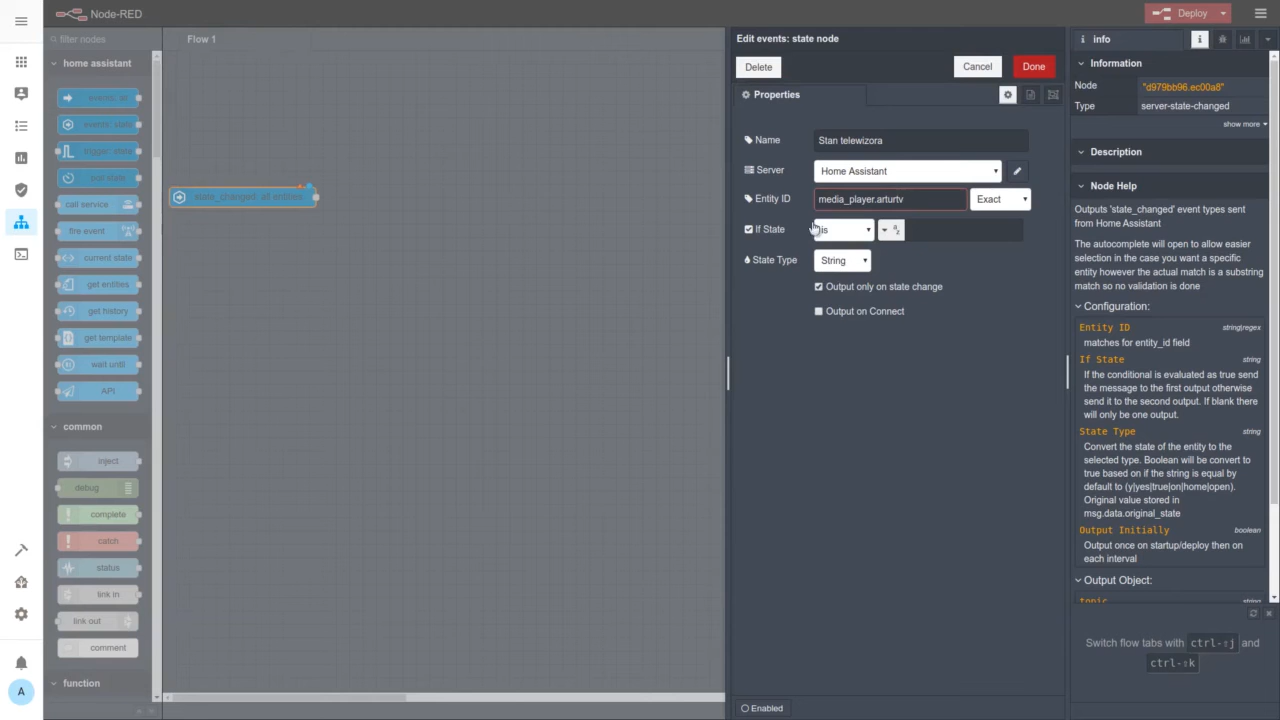 Node-RED
Deploy
filter nodes
Flow 1
Edit events: state node
info
home assistant
Delete
Cancel
Done
Information
Node
"d979bb96.ec00a8"
Type
server-state-changed
show more
events: all
events: state
trigger: state
poll state
call service
fire event
current state
get entities
get history
get template
wait until
API
common
inject
debug
complete
catch
status
link in
link out
comment
function
state_changed: all entities
Properties
Name
Stan telewizora
Server
Home Assistant
Entity ID
media_player.arturtv
Exact
If State
is
State Type
String
Output only on state change
Output on Connect
Enabled
Description
Node Help
Outputs 'state_changed' event types sent
from Home Assistant
The autocomplete will open to allow easier
selection in the case you want a specific
entity however the actual match is a substring
match so no validation is done
Configuration:
Entity ID
string|regex
matches for entity_id field
If State
string
If the conditional is evaluated as true send
the message to the first output otherwise
send it to the second output. If blank there
will only be one output.
State Type
string
Convert the state of the entity to the
selected type. Boolean will be convert to
true based on if the string is equal by
default to (y|yes|true|on|home|open).
Original value stored in
msg.data.original_state
Output Initially
boolean
Output once on startup/deploy then on
each interval
Output Object:
topic
string
Switch flow tabs with ctrl-⇧j and
ctrl-⇧k
A